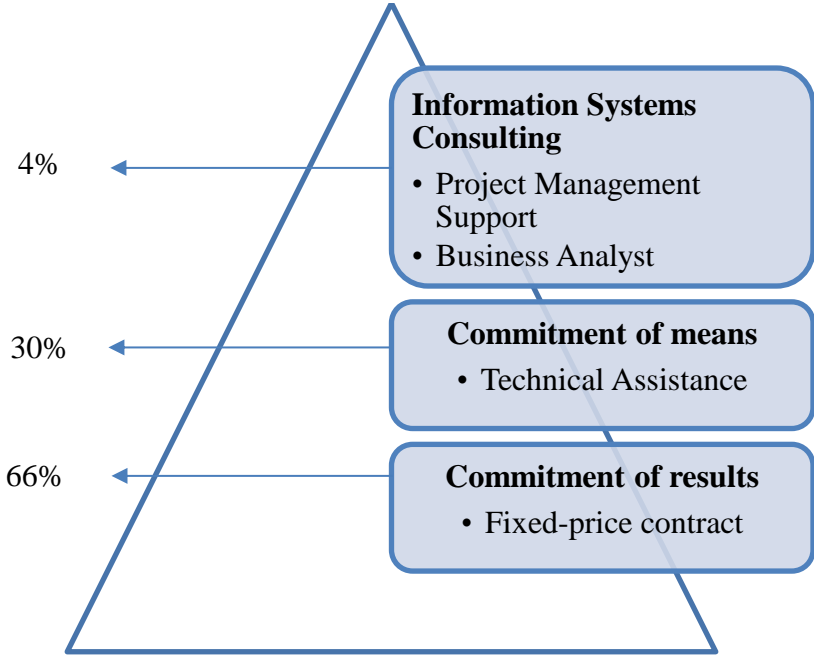 Information Systems
Consulting
• Project Management
Support
• Business Analyst
4%
Commitment of means
• Technical Assistance
30%
Commitment of results
• Fixed-price contract
66%